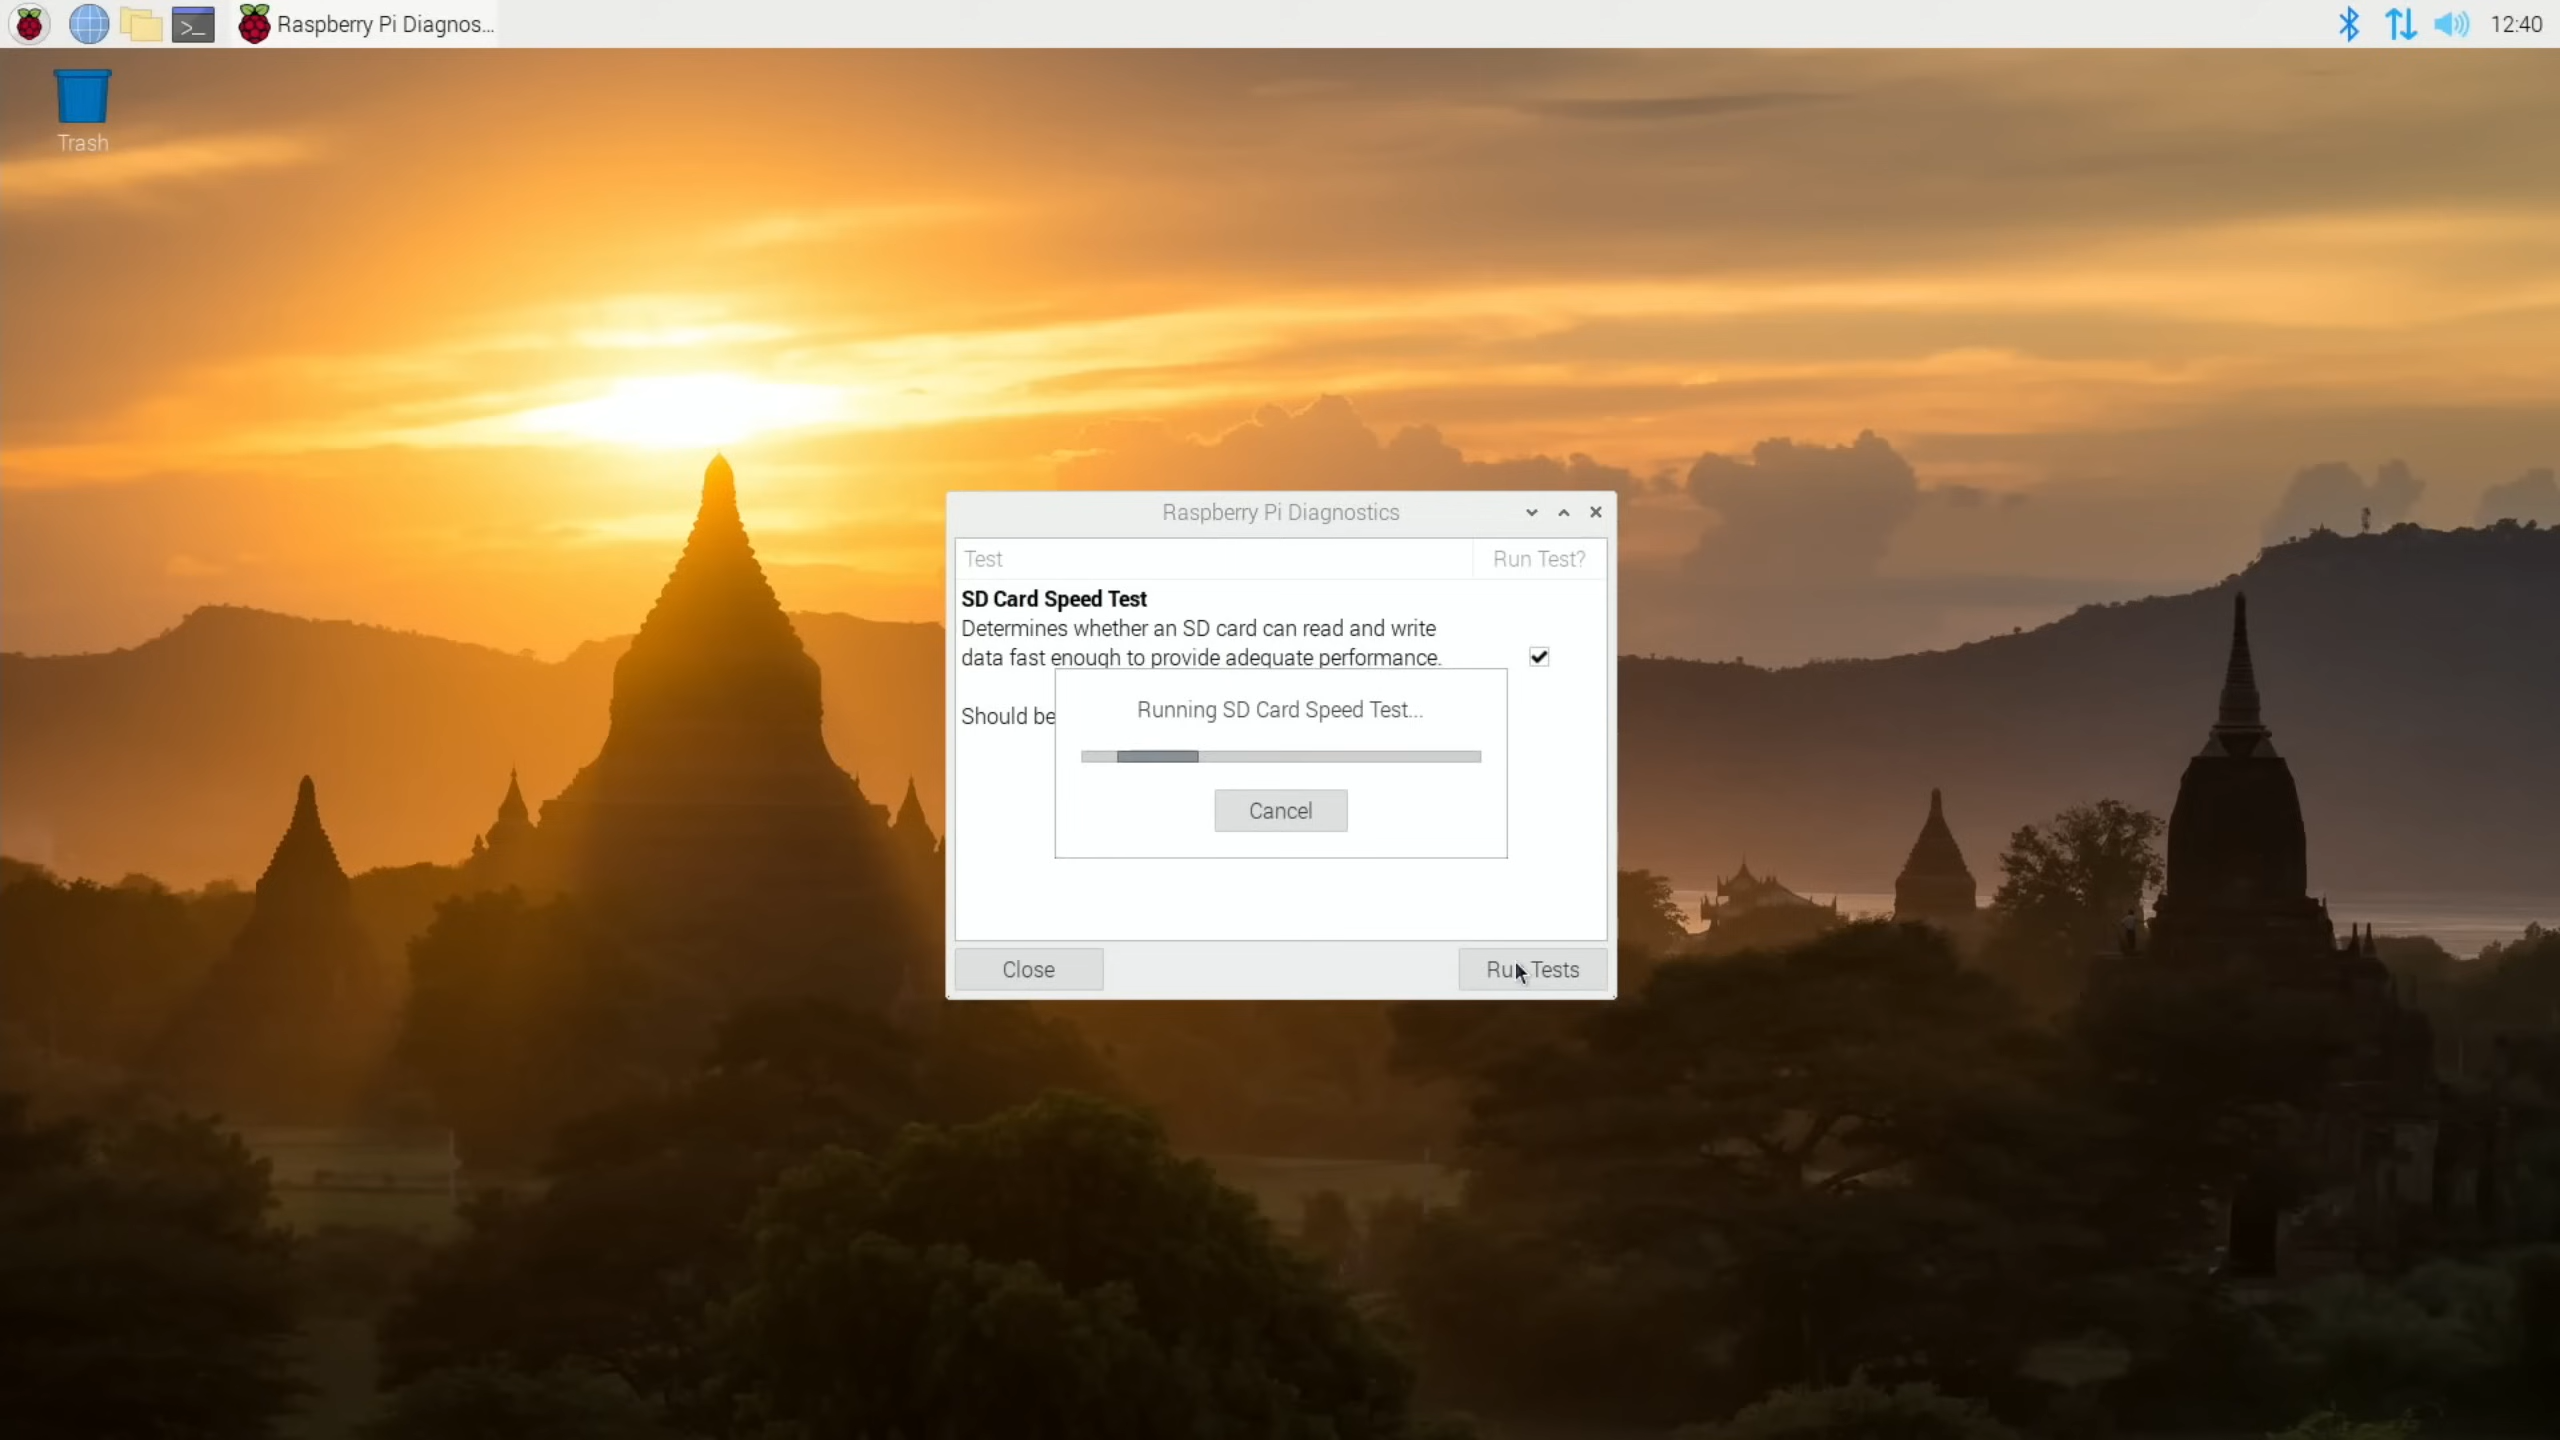 Raspberry Pi Diagnos...
12:40
Trash
Raspberry Pi Diagnostics
Test
Run Test?
SD Card Speed Test
Determines whether an SD card can read and write
data fast enough to provide adequate performance.
Should be
Running SD Card Speed Test...
Cancel
Close
Run Tests